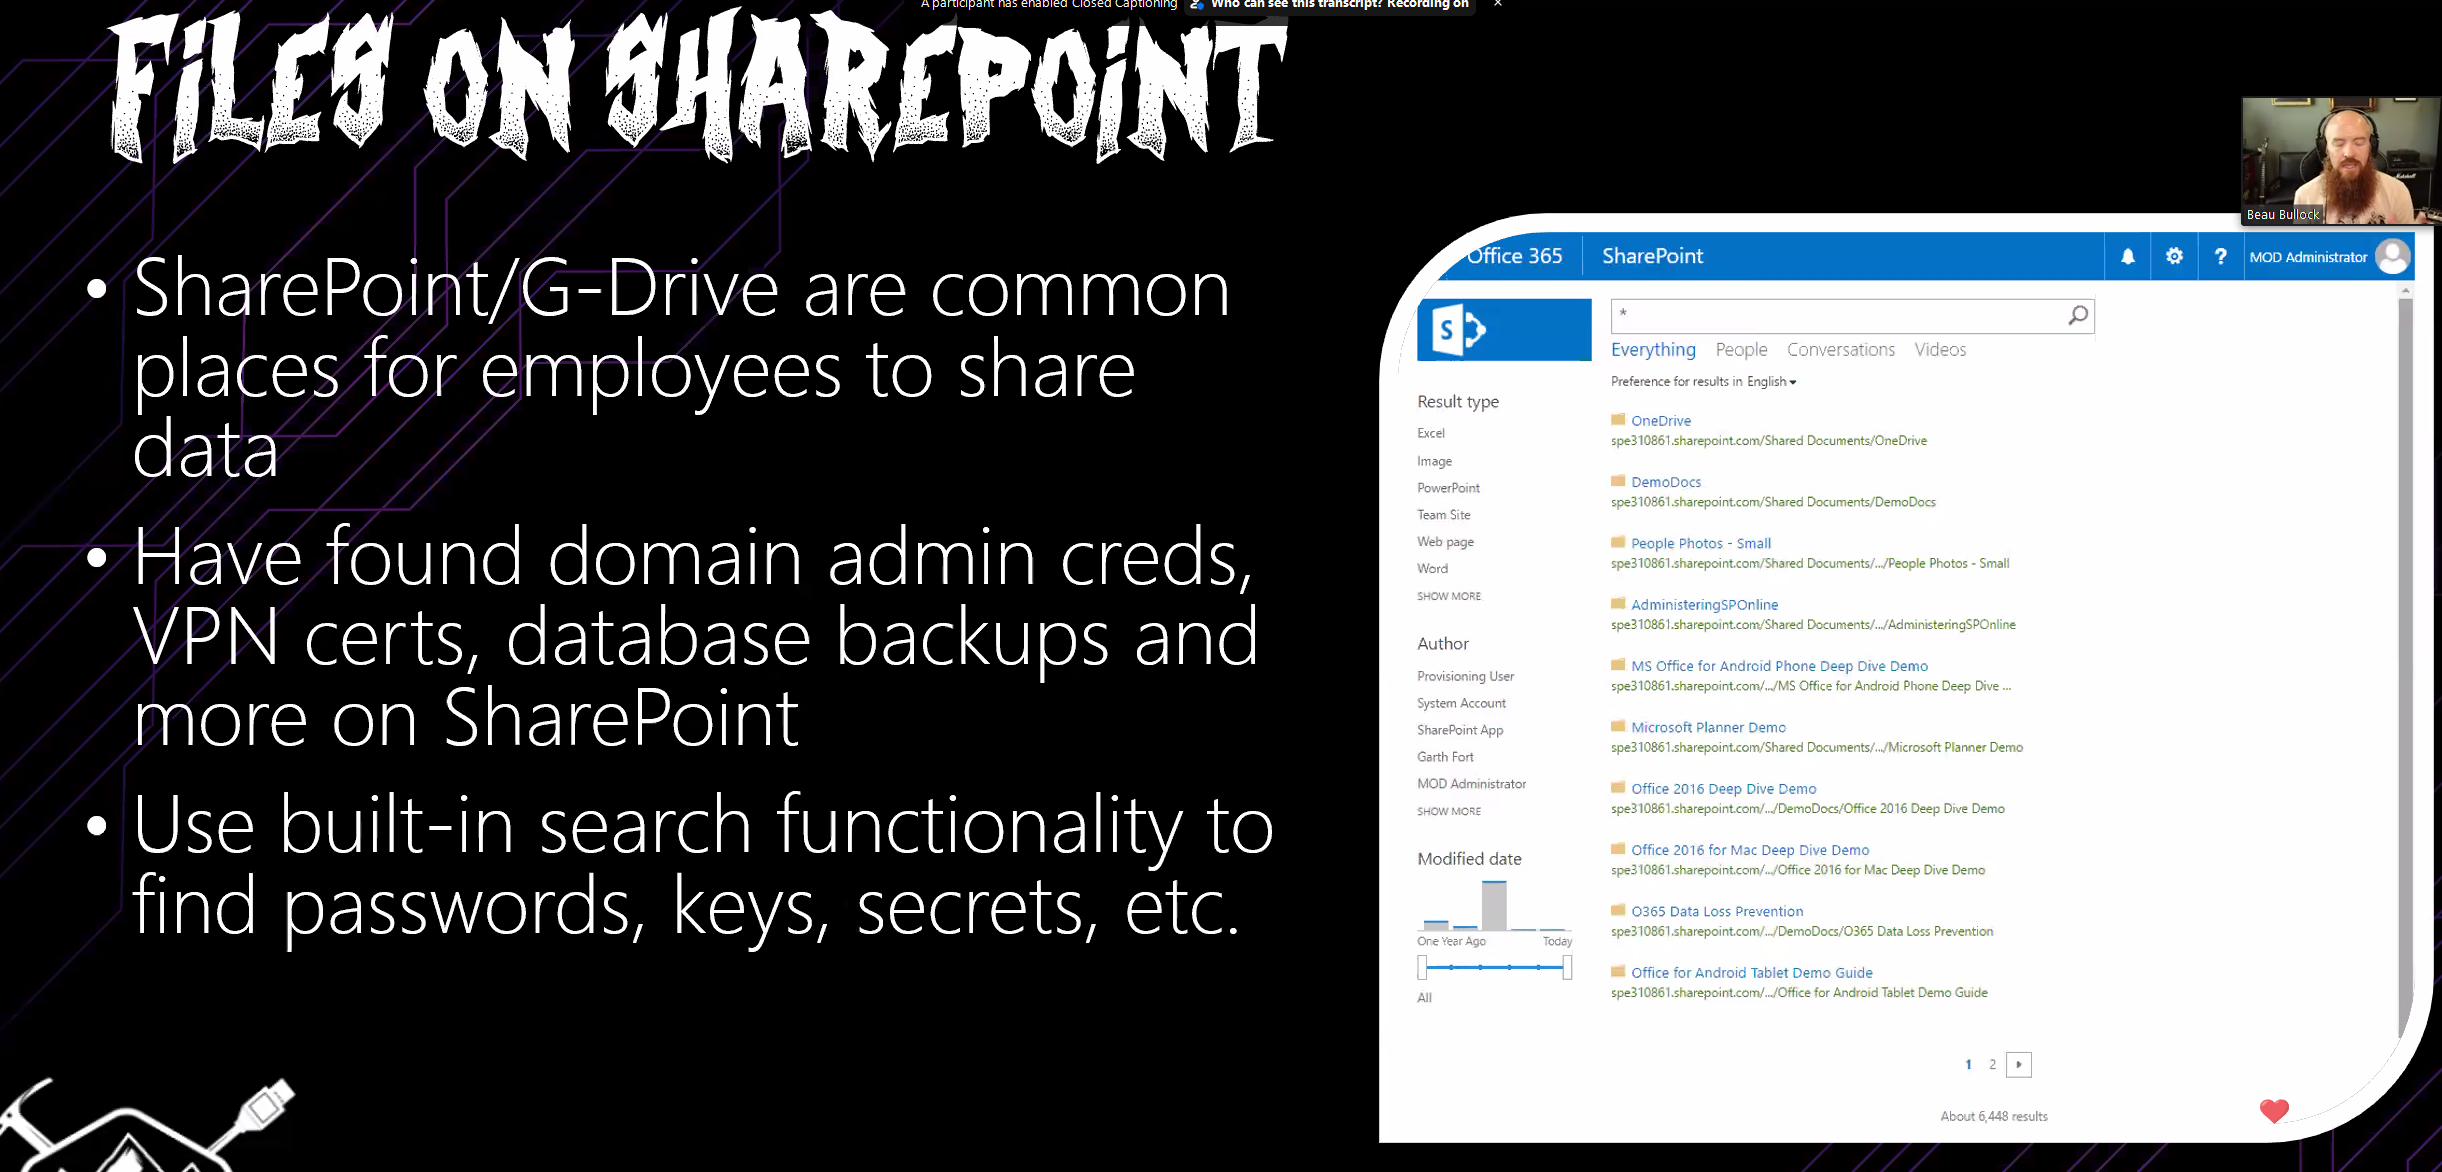 A participant has enabled Closed Captioning Who can see this transcript? Recording on ×
FILES ON SHAREPOINT
• SharePoint/G-Drive are common
places for employees to share
data
• Have found domain admin creds,
VPN certs, database backups and
more on SharePoint
• Use built-in search functionality to
find passwords, keys, secrets, etc.
Beau Bullock
Office 365 SharePoint ? MOD Administrator
S
*
Everything People Conversations Videos
Preference for results in English
Result type
Excel
Image
PowerPoint
Team Site
Web page
Word
SHOW MORE
Author
Provisioning User
System Account
SharePoint App
Garth Fort
MOD Administrator
SHOW MORE
Modified date
One Year Ago Today
All
OneDrive
spe310861.sharepoint.com/Shared Documents/OneDrive
DemoDocs
spe310861.sharepoint.com/Shared Documents/DemoDocs
People Photos - Small
spe310861.sharepoint.com/Shared Documents/.../People Photos - Small
AdministeringSPOnline
spe310861.sharepoint.com/Shared Documents/.../AdministeringSPOnline
MS Office for Android Phone Deep Dive Demo
spe310861.sharepoint.com/.../MS Office for Android Phone Deep Dive ...
Microsoft Planner Demo
spe310861.sharepoint.com/Shared Documents/.../Microsoft Planner Demo
Office 2016 Deep Dive Demo
spe310861.sharepoint.com/.../DemoDocs/Office 2016 Deep Dive Demo
Office 2016 for Mac Deep Dive Demo
spe310861.sharepoint.com/.../Office 2016 for Mac Deep Dive Demo
O365 Data Loss Prevention
spe310861.sharepoint.com/.../DemoDocs/O365 Data Loss Prevention
Office for Android Tablet Demo Guide
spe310861.sharepoint.com/.../Office for Android Tablet Demo Guide
1 2
About 6,448 results